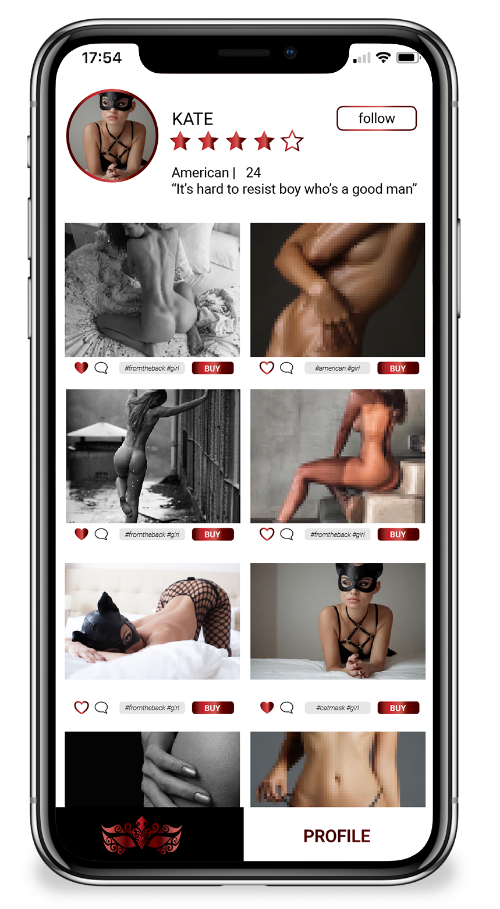 17:54
KATE
follow
American | 24
“It's hard to resist boy who's a good man”
#fromtheback #girl
BUY
#american #girl
BUY
#fromtheback #girl
BUY
#fromtheback #girl
BUY
#fromtheback #girl
BUY
#catmask #girl
BUY
PROFILE